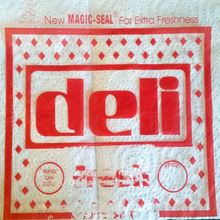 New MAGIC-SEAL For Extra Freshness
deli
Fresh